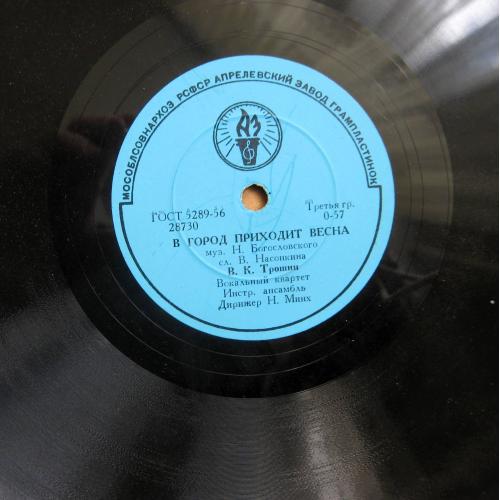 МОСОБЛСОВНАРХОЗ РСФСР АПРЕЛЕВСКИЙ ЗАВОД ГРАМПЛАСТИНОК
АЗ
ГОСТ 5289-56
28730
Третья гр.
0-57
В ГОРОД ПРИХОДИТ ВЕСНА
муз. Н. Богословского
сл. В. Насонкина
В. К. Трошин
Вокальный квартет
Инстр. ансамбль
Дирижер Н. Минх